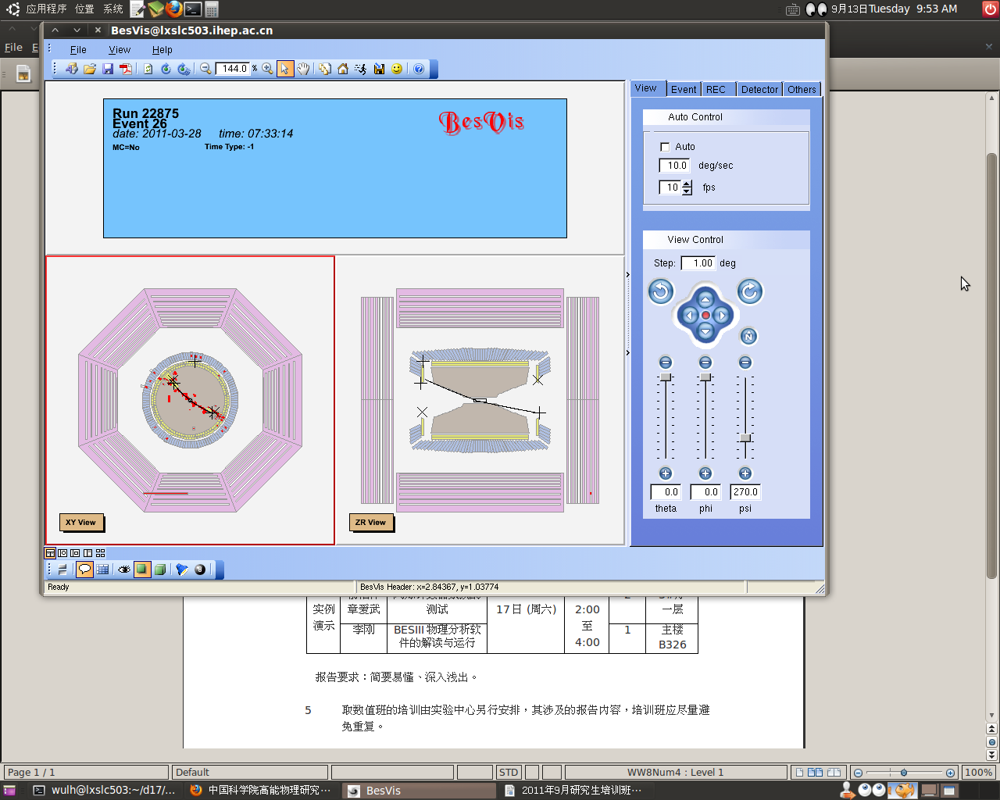 应用程序 位置 系统
9月13日Tuesday 9:53 AM
BesVis@lxslc503.ihep.ac.cn
File
File View Help
144.0 %
View Event REC Detector Others
Run 22875
Event 26
date: 2011-03-28 time: 07:33:14
MC=No Time Type: -1
BesVis
Auto Control
Auto
10.0 deg/sec
10 fps
View Control
Step: 1.00 deg
N
0.0 0.0 270.0
theta phi psi
XY View
ZR View
Ready
BesVis Header: x=2.84367, y=1.03774
实例 章爱武 测试 17日 (周六) 2:00 一层
演示 李刚 BESIII 物理分析软 至 1 主楼
件的解读与运行 4:00 B326
报告要求：简要易懂、深入浅出。
5 取数值班的培训由实验中心另行安排，其涉及的报告内容，培训班应尽量避
免重复。
Page 1 / 1 Default STD WW8Num4 : Level 1 100%
wulh@lxslc503:~/d17/... 中国科学院高能物理研究... BesVis 2011年9月研究生培训班...